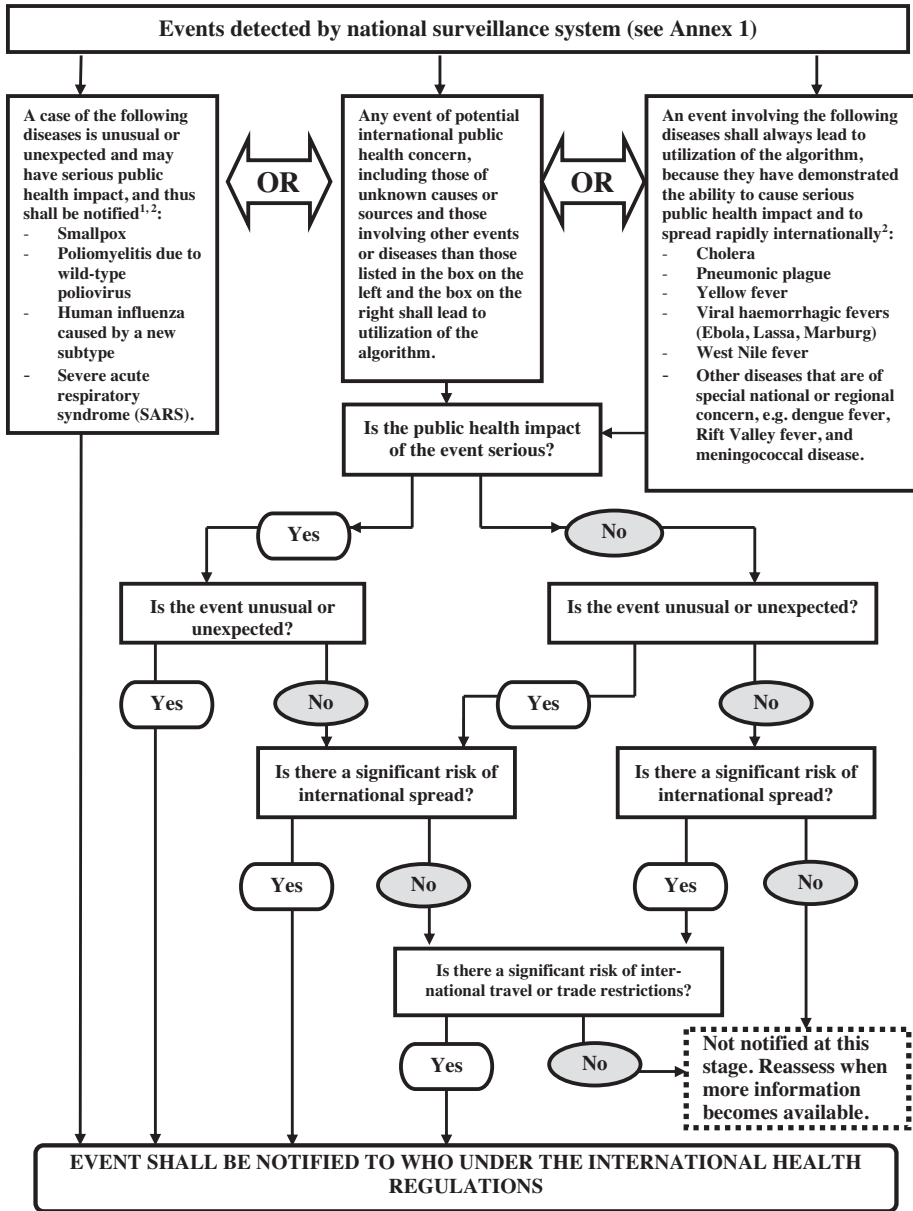 Events detected by national surveillance system (see Annex 1)
A case of the following
diseases is unusual or
unexpected and may
have serious public
health impact, and thus
shall be notified1, 2:
- Smallpox
- Poliomyelitis due to
wild-type
poliovirus
- Human influenza
caused by a new
subtype
- Severe acute
respiratory
syndrome (SARS).
OR
Any event of potential
international public
health concern,
including those of
unknown causes or
sources and those
involving other events
or diseases than those
listed in the box on the
left and the box on the
right shall lead to
utilization of the
algorithm.
OR
An event involving the following
diseases shall always lead to
utilization of the algorithm,
because they have demonstrated
the ability to cause serious
public health impact and to
spread rapidly internationally2:
- Cholera
- Pneumonic plague
- Yellow fever
- Viral haemorrhagic fevers
(Ebola, Lassa, Marburg)
- West Nile fever
- Other diseases that are of
special national or regional
concern, e.g. dengue fever,
Rift Valley fever, and
meningococcal disease.
Is the public health impact
of the event serious?
Yes
No
Is the event unusual or
unexpected?
Is the event unusual or unexpected?
Yes
No
Yes
No
Is there a significant risk of
international spread?
Is there a significant risk of
international spread?
Yes
No
Yes
No
Is there a significant risk of inter-
national travel or trade restrictions?
Yes
No
Not notified at this
stage. Reassess when
more information
becomes available.
EVENT SHALL BE NOTIFIED TO WHO UNDER THE INTERNATIONAL HEALTH
REGULATIONS